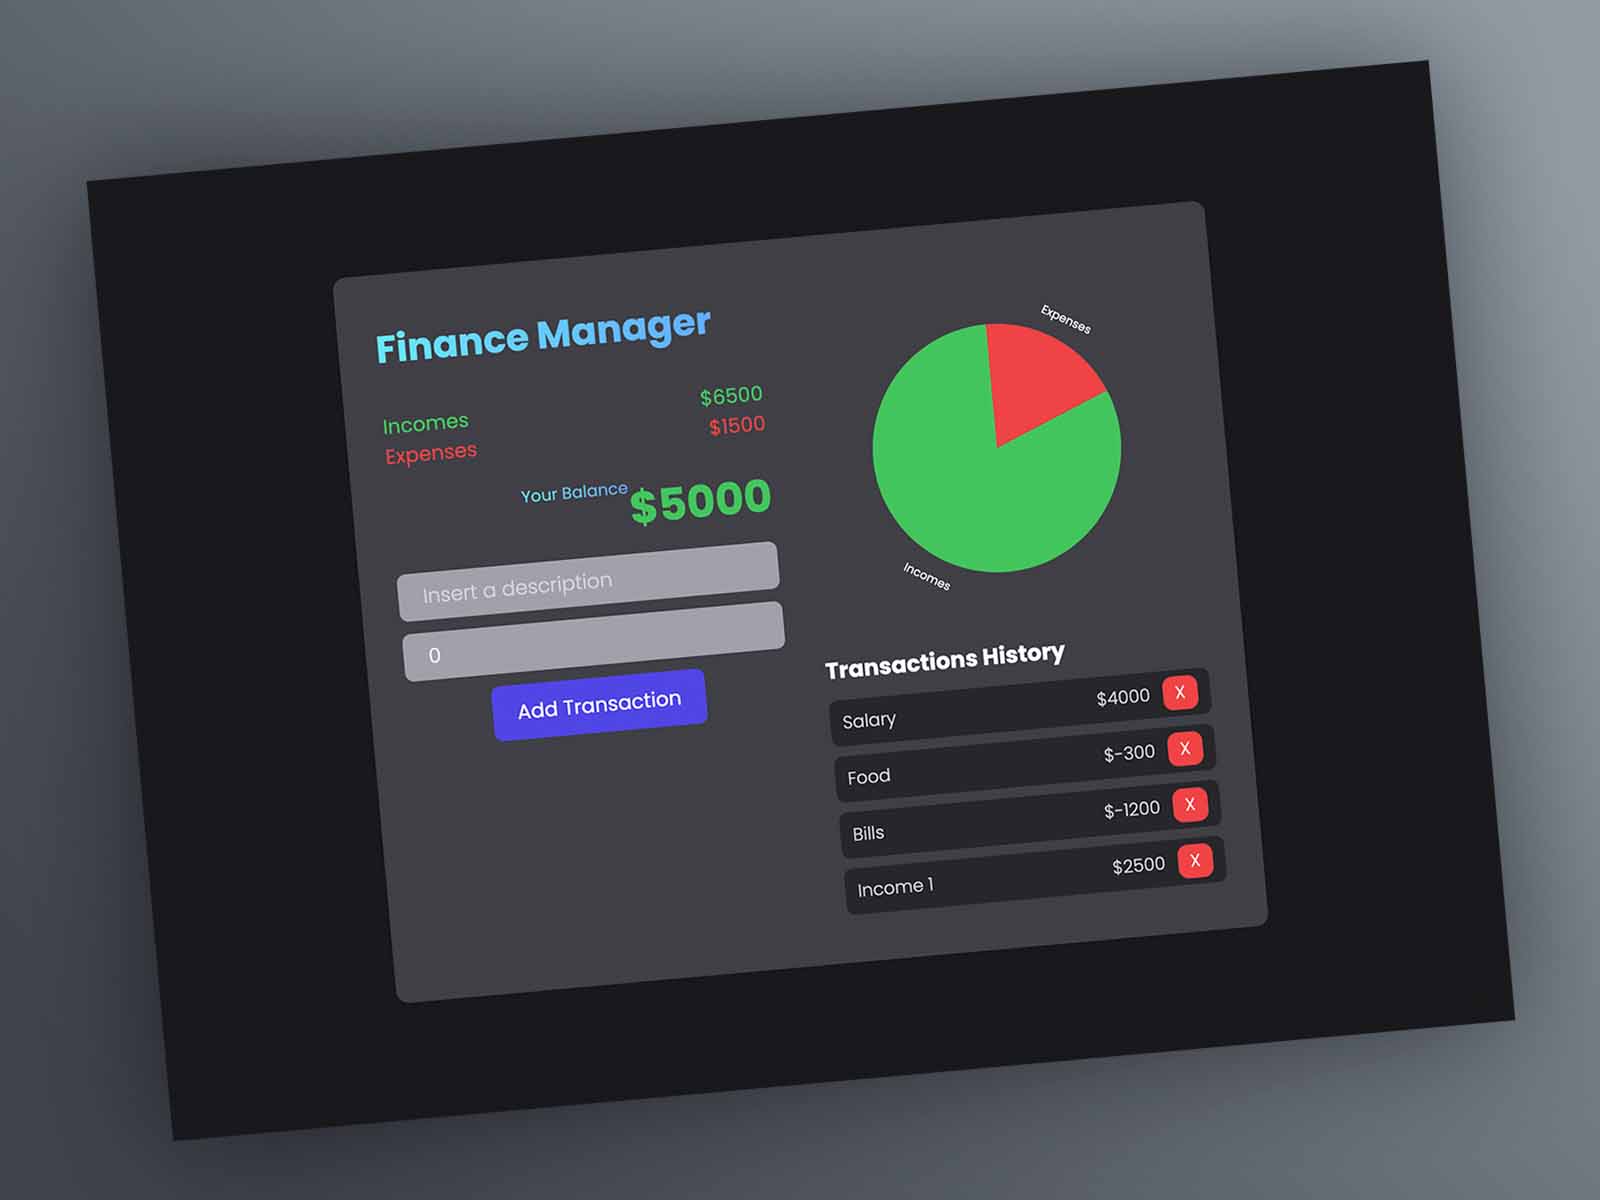 Finance Manager
Incomes $6500
Expenses $1500
Your Balance $5000
Insert a description
0
Add Transaction
Expenses
Incomes
Transactions History
Salary $4000 X
Food $-300 X
Bills $-1200 X
Income 1 $2500 X